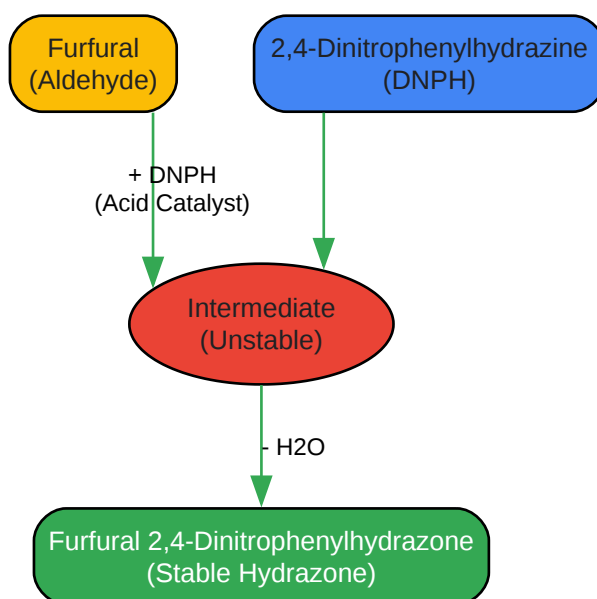 Furfural
(Aldehyde)
2,4-Dinitrophenylhydrazine
(DNPH)
+ DNPH
(Acid Catalyst)
Intermediate
(Unstable)
- H2O
Furfural 2,4-Dinitrophenylhydrazone
(Stable Hydrazone)